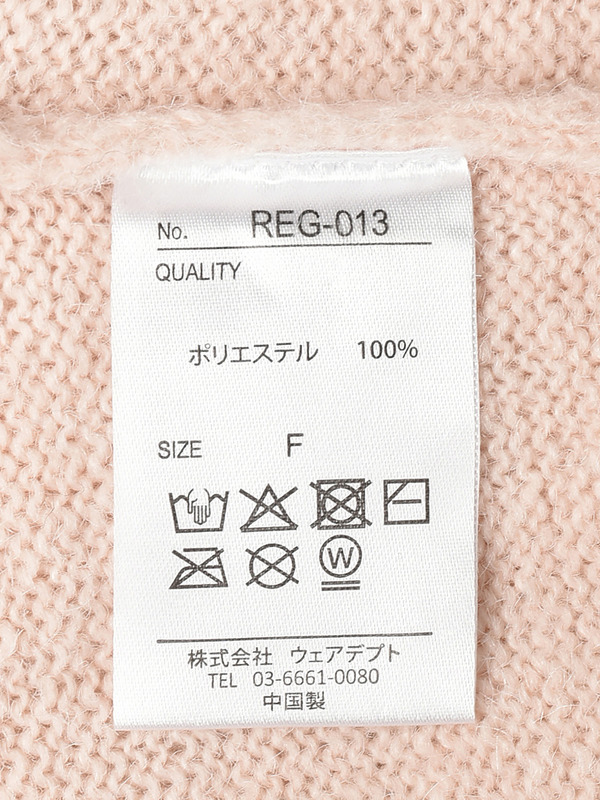 No. REG-013
QUALITY
ポリエステル 100%
SIZE F
W
株式会社 ウェアデプト
TEL 03-6661-0080
中国製